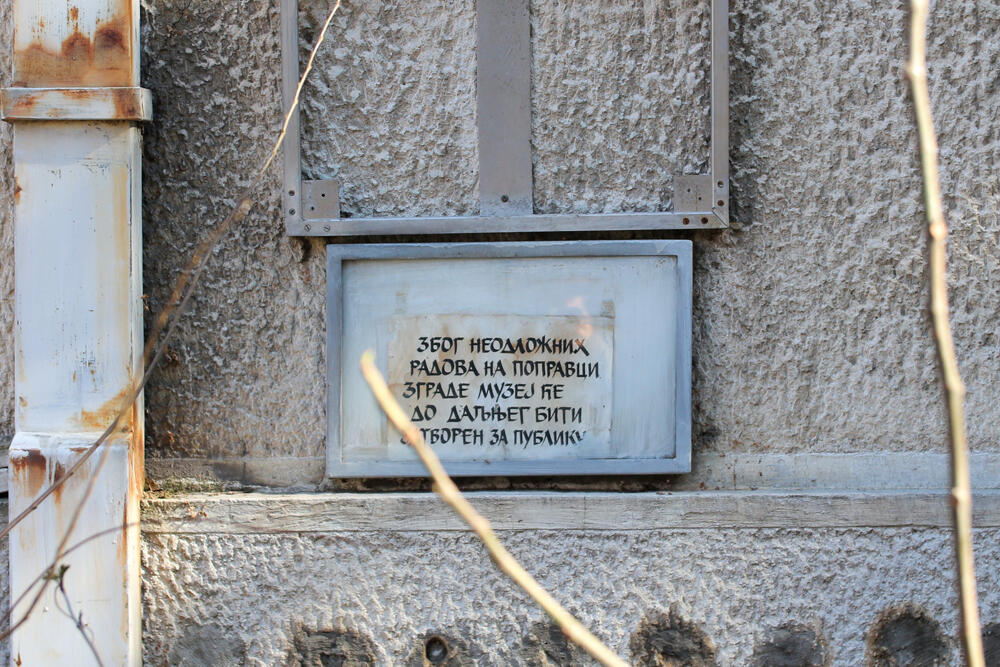 ЗБОГ НЕОДЛОЖНИХ
РАДОВА НА ПОПРАВЦИ
ЗГРАДЕ МУЗЕЈ ЋЕ
ДО ДАЉЊЕГ БИТИ
ЗАТВОРЕН ЗА ПУБЛИКУ